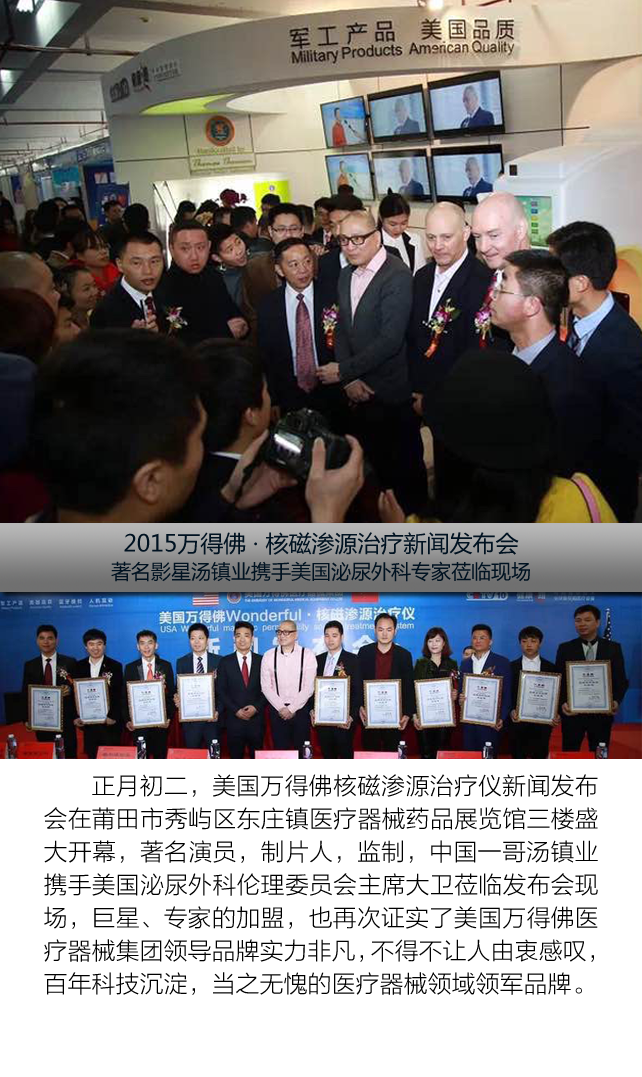 军工产品 美国品质
Military Products American Quality
2015万得佛·核磁渗源治疗新闻发布会
著名影星汤镇业携手美国泌尿外科专家莅临现场
美国万得佛Wonderful·核磁渗源治疗仪
正月初二，美国万得佛核磁渗源治疗仪新闻发布
会在莆田市秀屿区东庄镇医疗器械药品展览馆三楼盛
大开幕，著名演员，制片人，监制，中国一哥汤镇业
携手美国泌尿外科伦理委员会主席大卫莅临发布会现
场，巨星、专家的加盟，也再次证实了美国万得佛医
疗器械集团领导品牌实力非凡，不得不让人由衷感叹，
百年科技沉淀，当之无愧的医疗器械领域领军品牌。